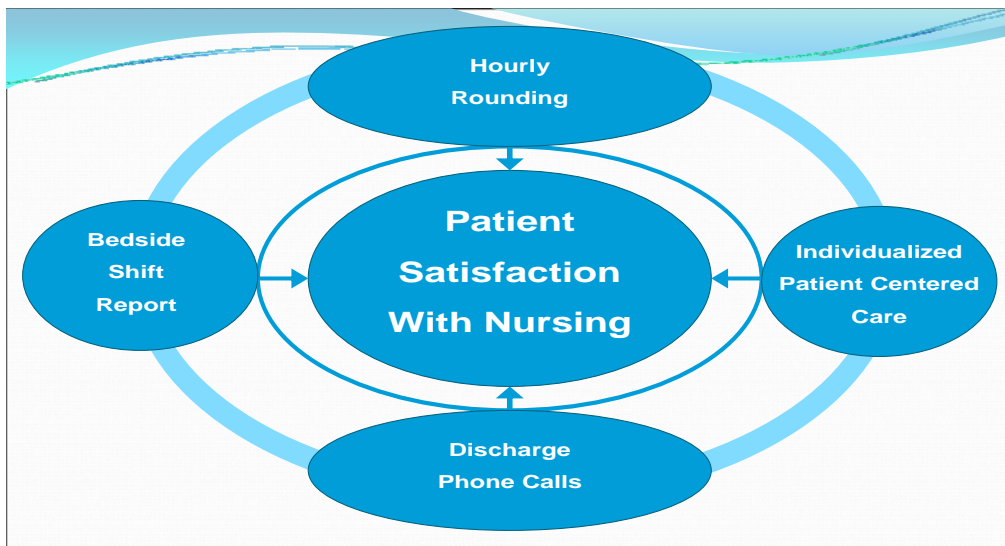 Hourly
Rounding
Bedside
Shift
Report
Patient
Satisfaction
With Nursing
Individualized
Patient Centered
Care
Discharge
Phone Calls